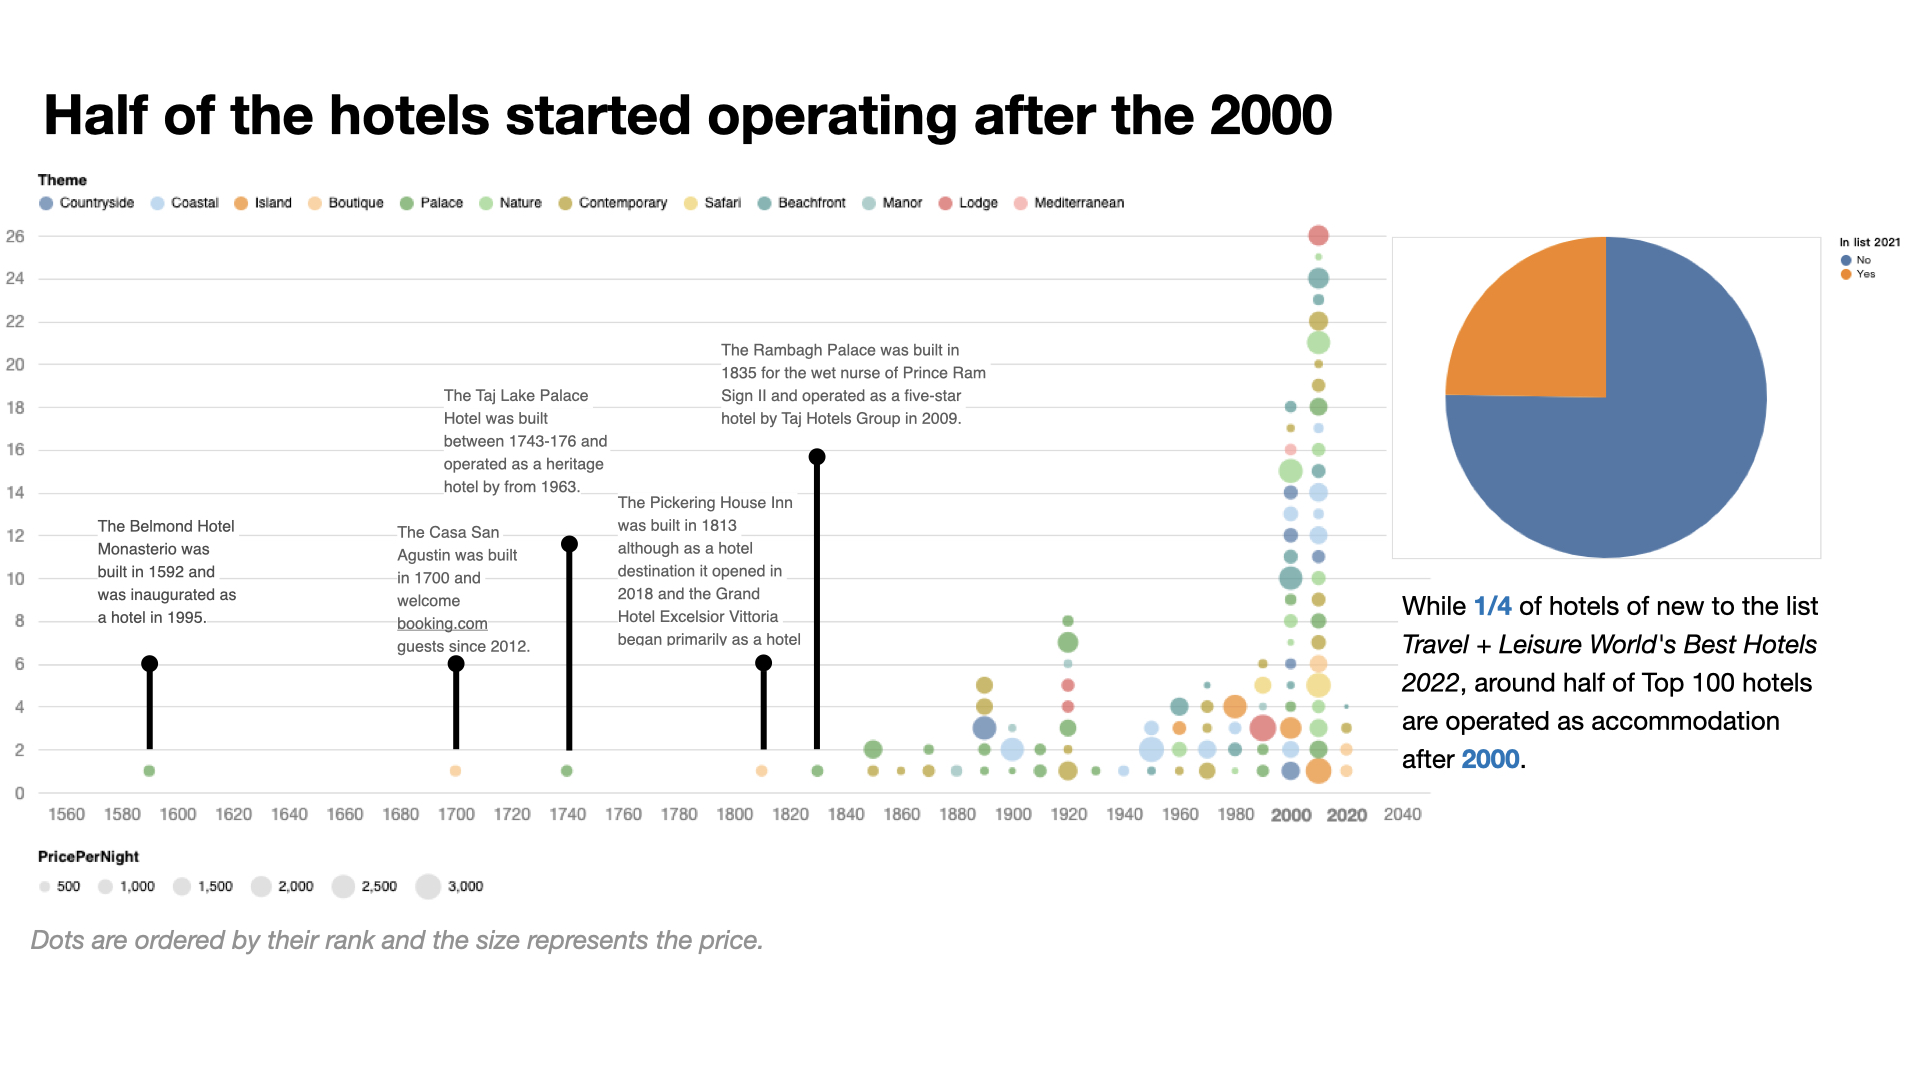 Half of the hotels started operating after the 2000
Theme
Countryside Coastal Island Boutique Palace Nature Contemporary Safari Beachfront Manor Lodge Mediterranean
26
24
22
20
18
16
14
12
10
8
6
4
2
0
The Belmond Hotel
Monasterio was
built in 1592 and
was inaugurated as
a hotel in 1995.
The Casa San
Agustin was built
in 1700 and
welcome
booking.com
guests since 2012.
The Taj Lake Palace
Hotel was built
between 1743-176 and
operated as a heritage
hotel by from 1963.
The Pickering House Inn
was built in 1813
although as a hotel
destination it opened in
2018 and the Grand
Hotel Excelsior Vittoria
began primarily as a hotel
The Rambagh Palace was built in
1835 for the wet nurse of Prince Ram
Sign II and operated as a five-star
hotel by Taj Hotels Group in 2009.
1560 1580 1600 1620 1640 1660 1680 1700 1720 1740 1760 1780 1800 1820 1840 1860 1880 1900 1920 1940 1960 1980 2000 2020 2040
In list 2021
No
Yes
While 1/4 of hotels of new to the list
Travel + Leisure World's Best Hotels
2022, around half of Top 100 hotels
are operated as accommodation
after 2000.
PricePerNight
500 1,000 1,500 2,000 2,500 3,000
Dots are ordered by their rank and the size represents the price.